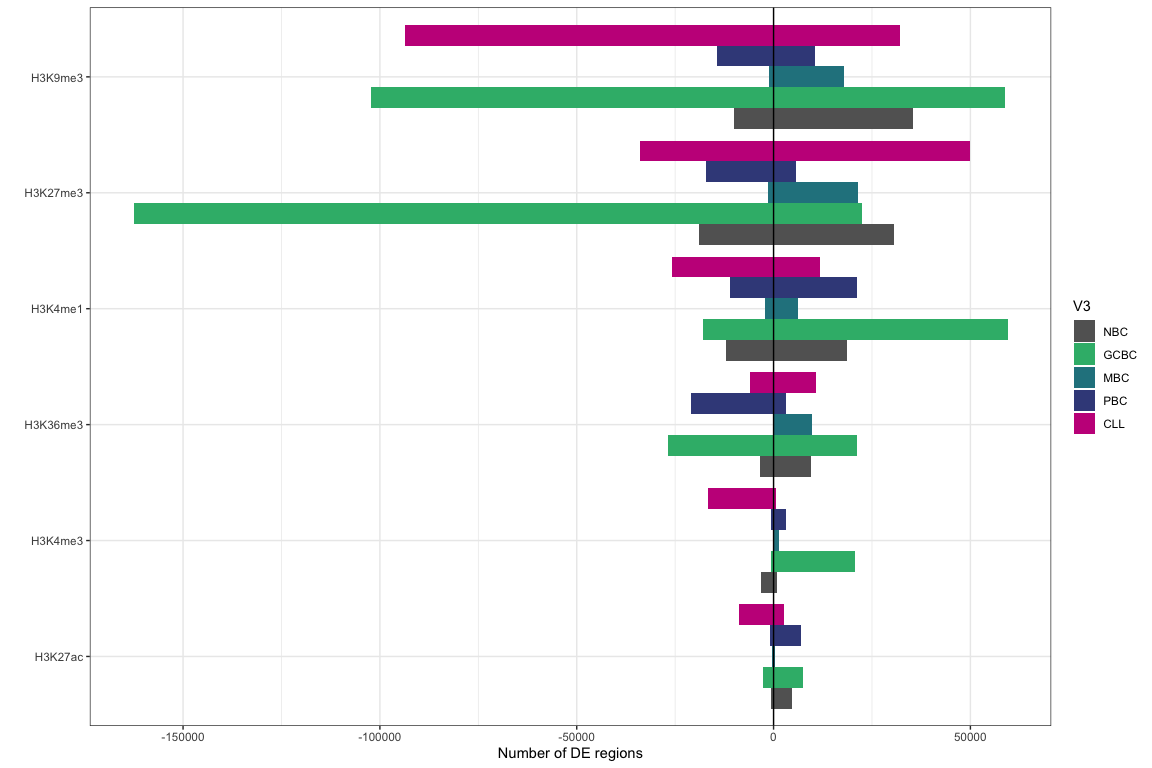 H3K9me3
H3K27me3
H3K4me1
H3K36me3
H3K4me3
H3K27ac
-150000
-100000
-50000
0
50000
Number of DE regions
V3
NBC
GCBC
MBC
PBC
CLL